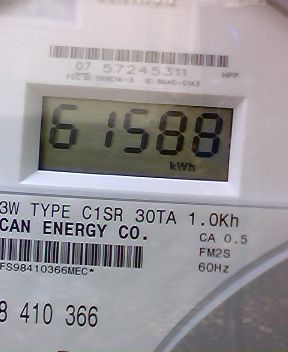 07 57245311
NPP
61588
kWh
3W TYPE C1SR 30TA 1.0Kh
CAN ENERGY CO.
CA 0.5
FM2S
FS98410366MEC*
60Hz
8 410 366